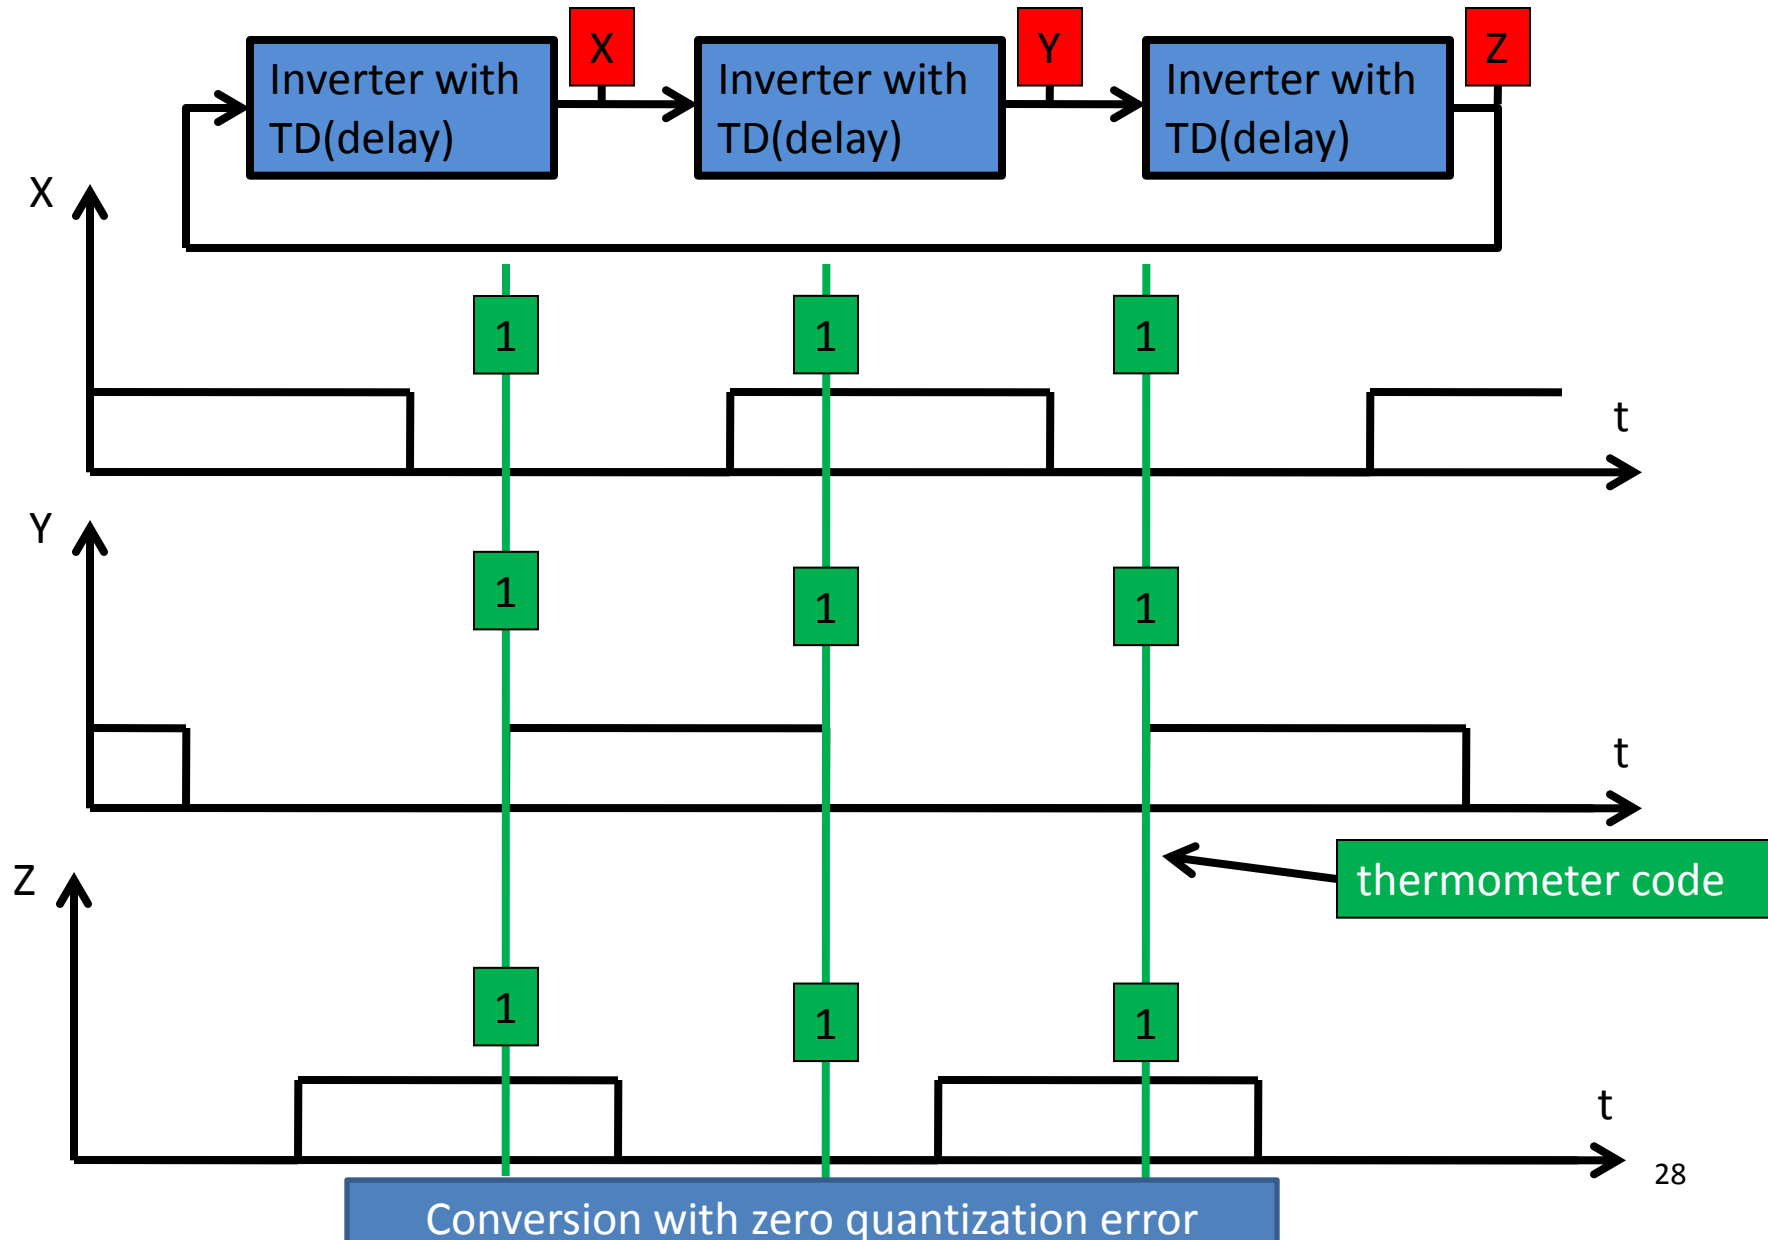 X
Y
Z
Inverter with
TD(delay)
Inverter with
TD(delay)
Inverter with
TD(delay)
X
1
1
1
t
Y
1
1
1
t
thermometer code
Z
1
1
1
t
28
Conversion with zero quantization error